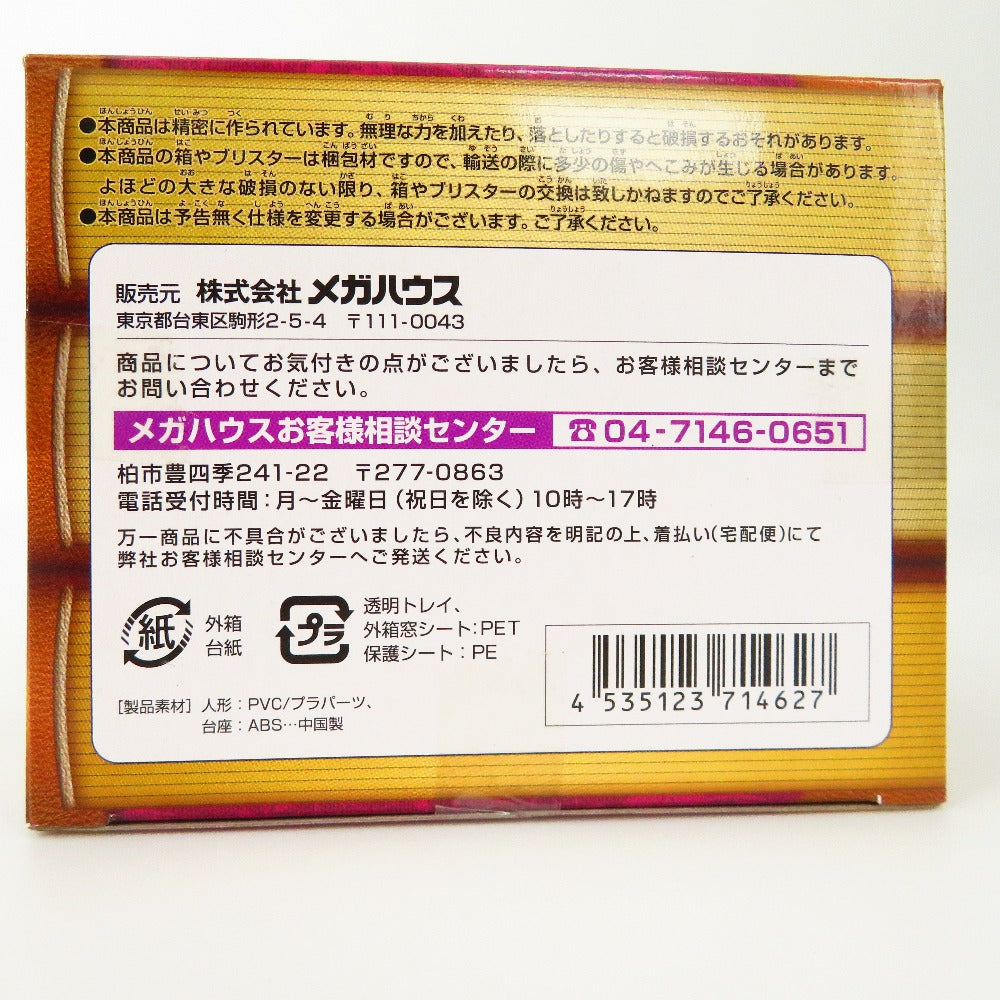 ●本商品は精密に作られています。無理な力を加えたり、落としたりすると破損するおそれがあります。
●本商品の箱やブリスターは梱包材ですので、輸送の際に多少の傷やへこみが生じる場合があります。
よほどの大きな破損のない限り、箱やブリスターの交換は致しかねますのでご了承ください。
●本商品は予告無く仕様を変更する場合がございます。ご了承ください。
販売元 株式会社 メガハウス
東京都台東区駒形2-5-4 〒111-0043
商品についてお気付きの点がございましたら、お客様相談センターまで
お問い合わせください。
メガハウスお客様相談センター ☎04-7146-0651
柏市豊四季241-22 〒277-0863
電話受付時間：月～金曜日（祝日を除く）10時～17時
万一商品に不具合がございましたら、不良内容を明記の上、着払い（宅配便）にて
弊社お客様相談センターへご発送ください。
紙 外箱
台紙
プラ 透明トレイ、
外箱窓シート：PET
保護シート：PE
［製品素材］人形：PVC/プラパーツ、
台座：ABS…中国製
4 535123 714627